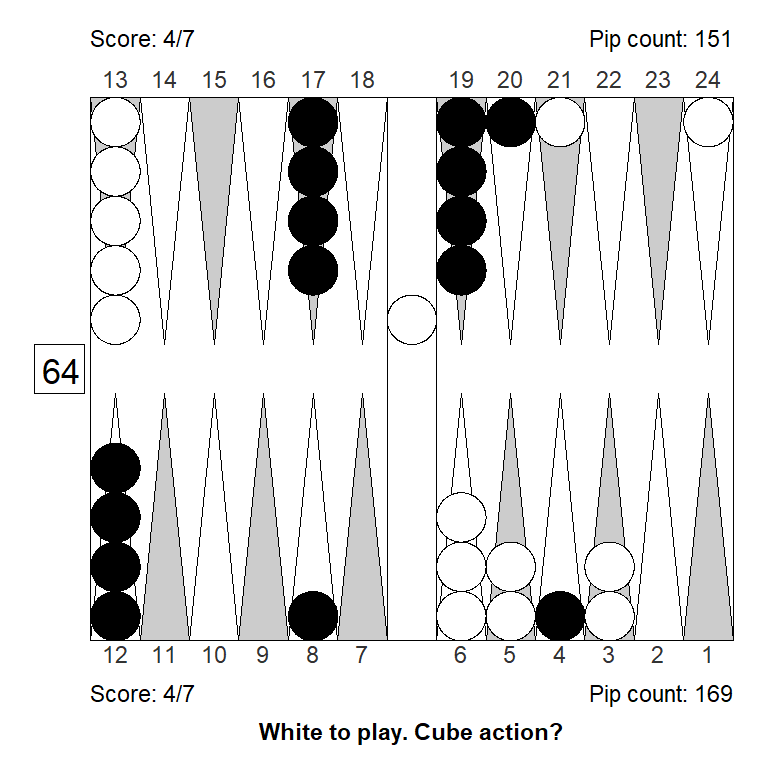 Score: 4/7 Pip count: 151
13 14 15 16 17 18 19 20 21 22 23 24
64
12 11 10 9 8 7 6 5 4 3 2 1
Score: 4/7 Pip count: 169
White to play. Cube action?